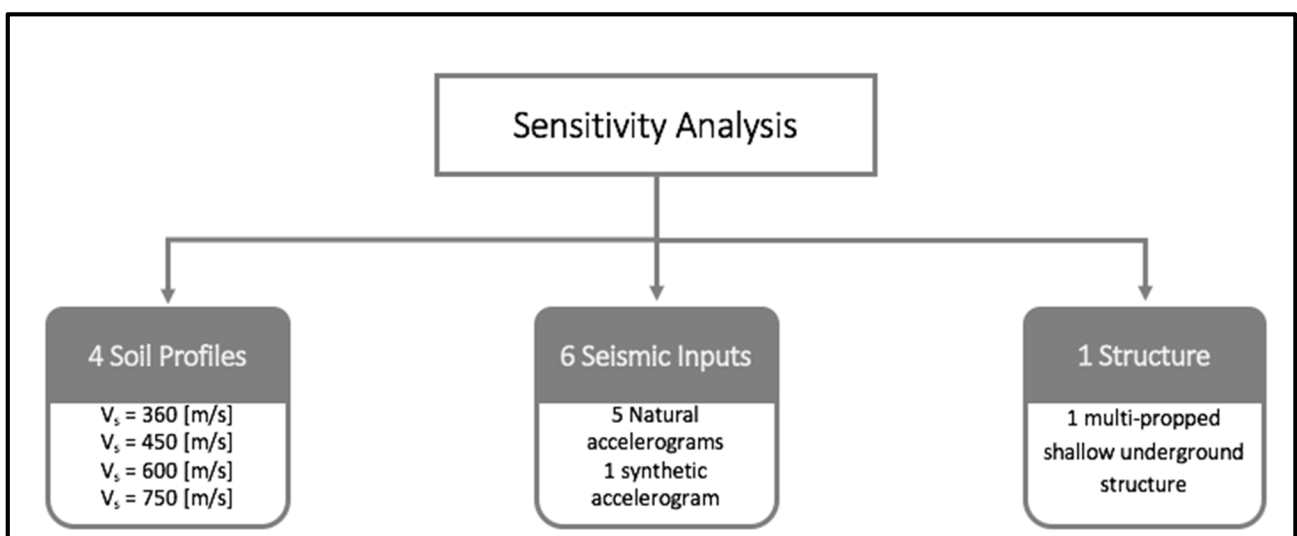 Sensitivity Analysis
4 Soil Profiles
Vₛ = 360 [m/s]
Vₛ = 450 [m/s]
Vₛ = 600 [m/s]
Vₛ = 750 [m/s]
6 Seismic Inputs
5 Natural
accelerograms
1 synthetic
accelerogram
1 Structure
1 multi-propped
shallow underground
structure